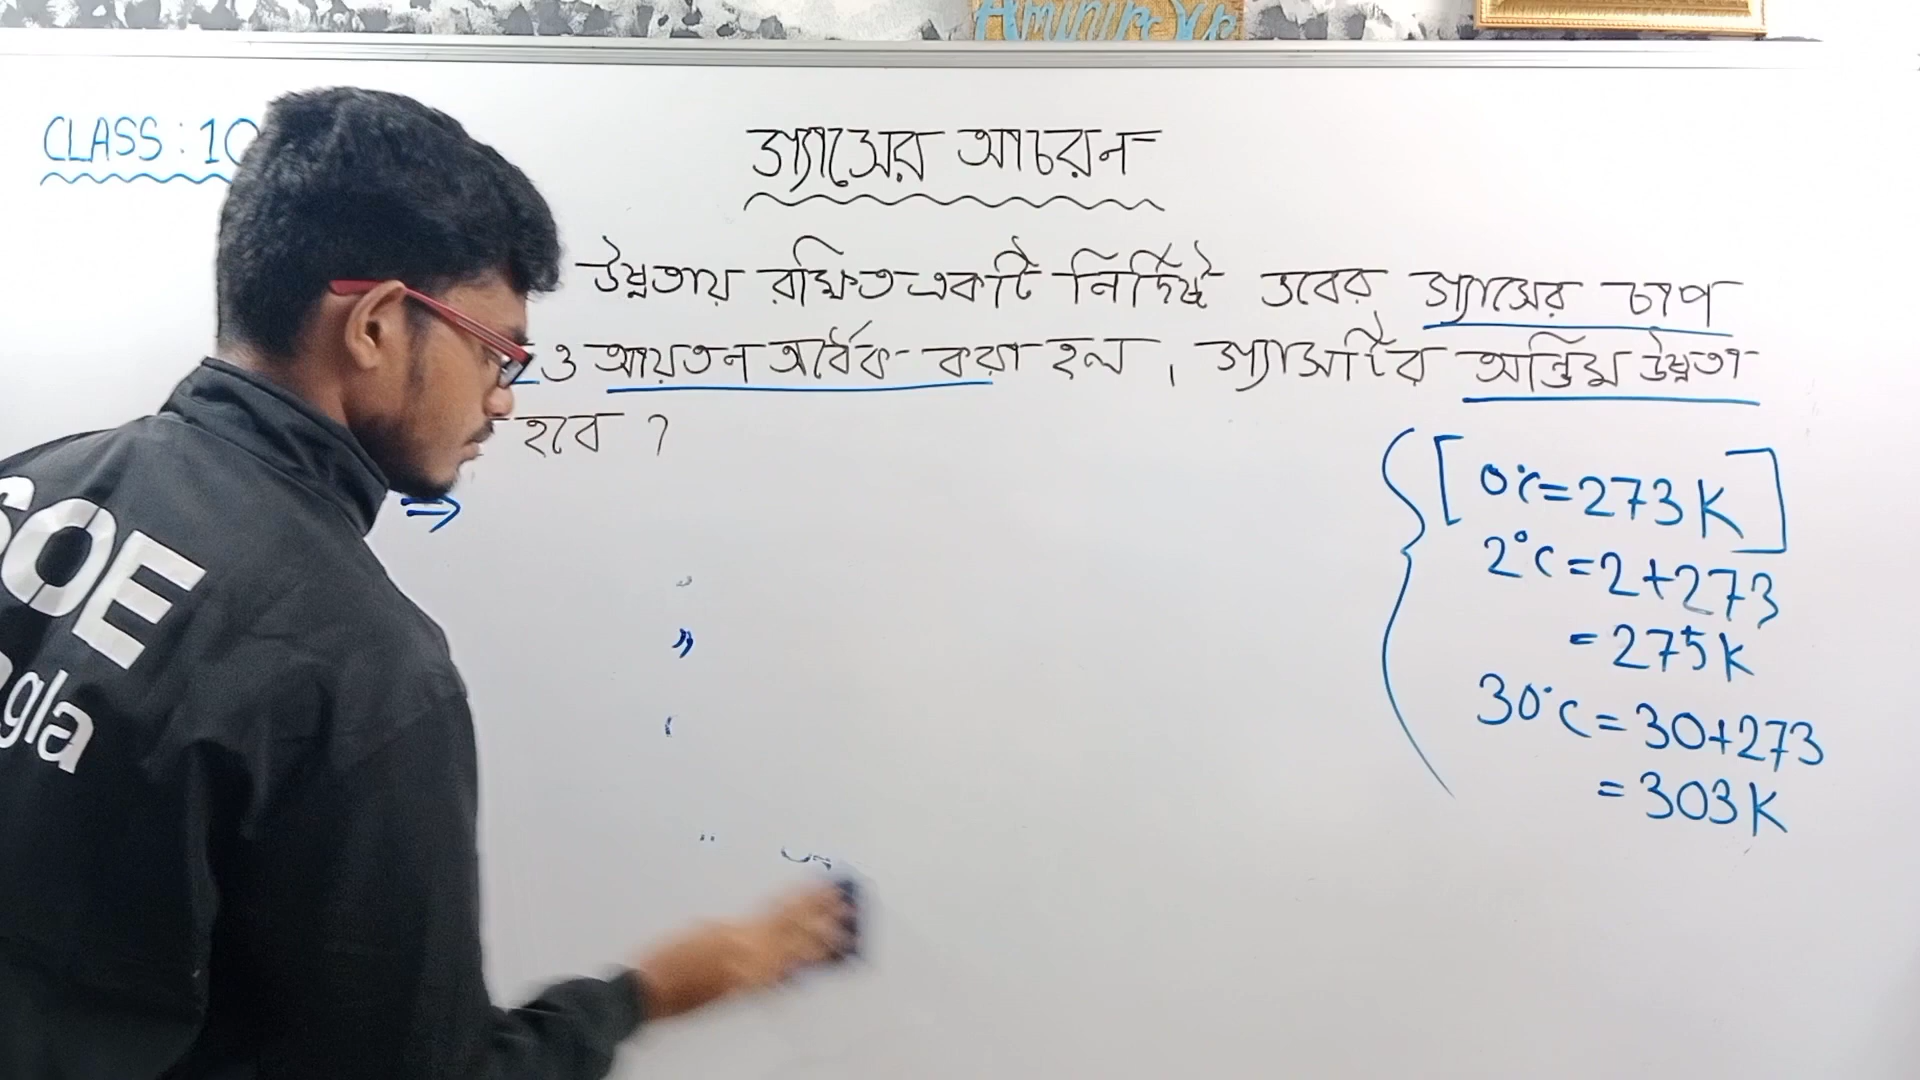 CLASS : 10
গ্যাসের আচরন
উষ্ণতায় রক্ষিত একটি নির্দিষ্ট ভরের গ্যাসের চাপ
ও আয়তন অর্ধেক করা হল। গ্যাসটির অন্তিম উষ্ণতা
হবে ?
⇒
[0°C = 273 K]
2°C = 2+273
= 275 K
30°C = 30+273
= 303 K
SOE
ngla